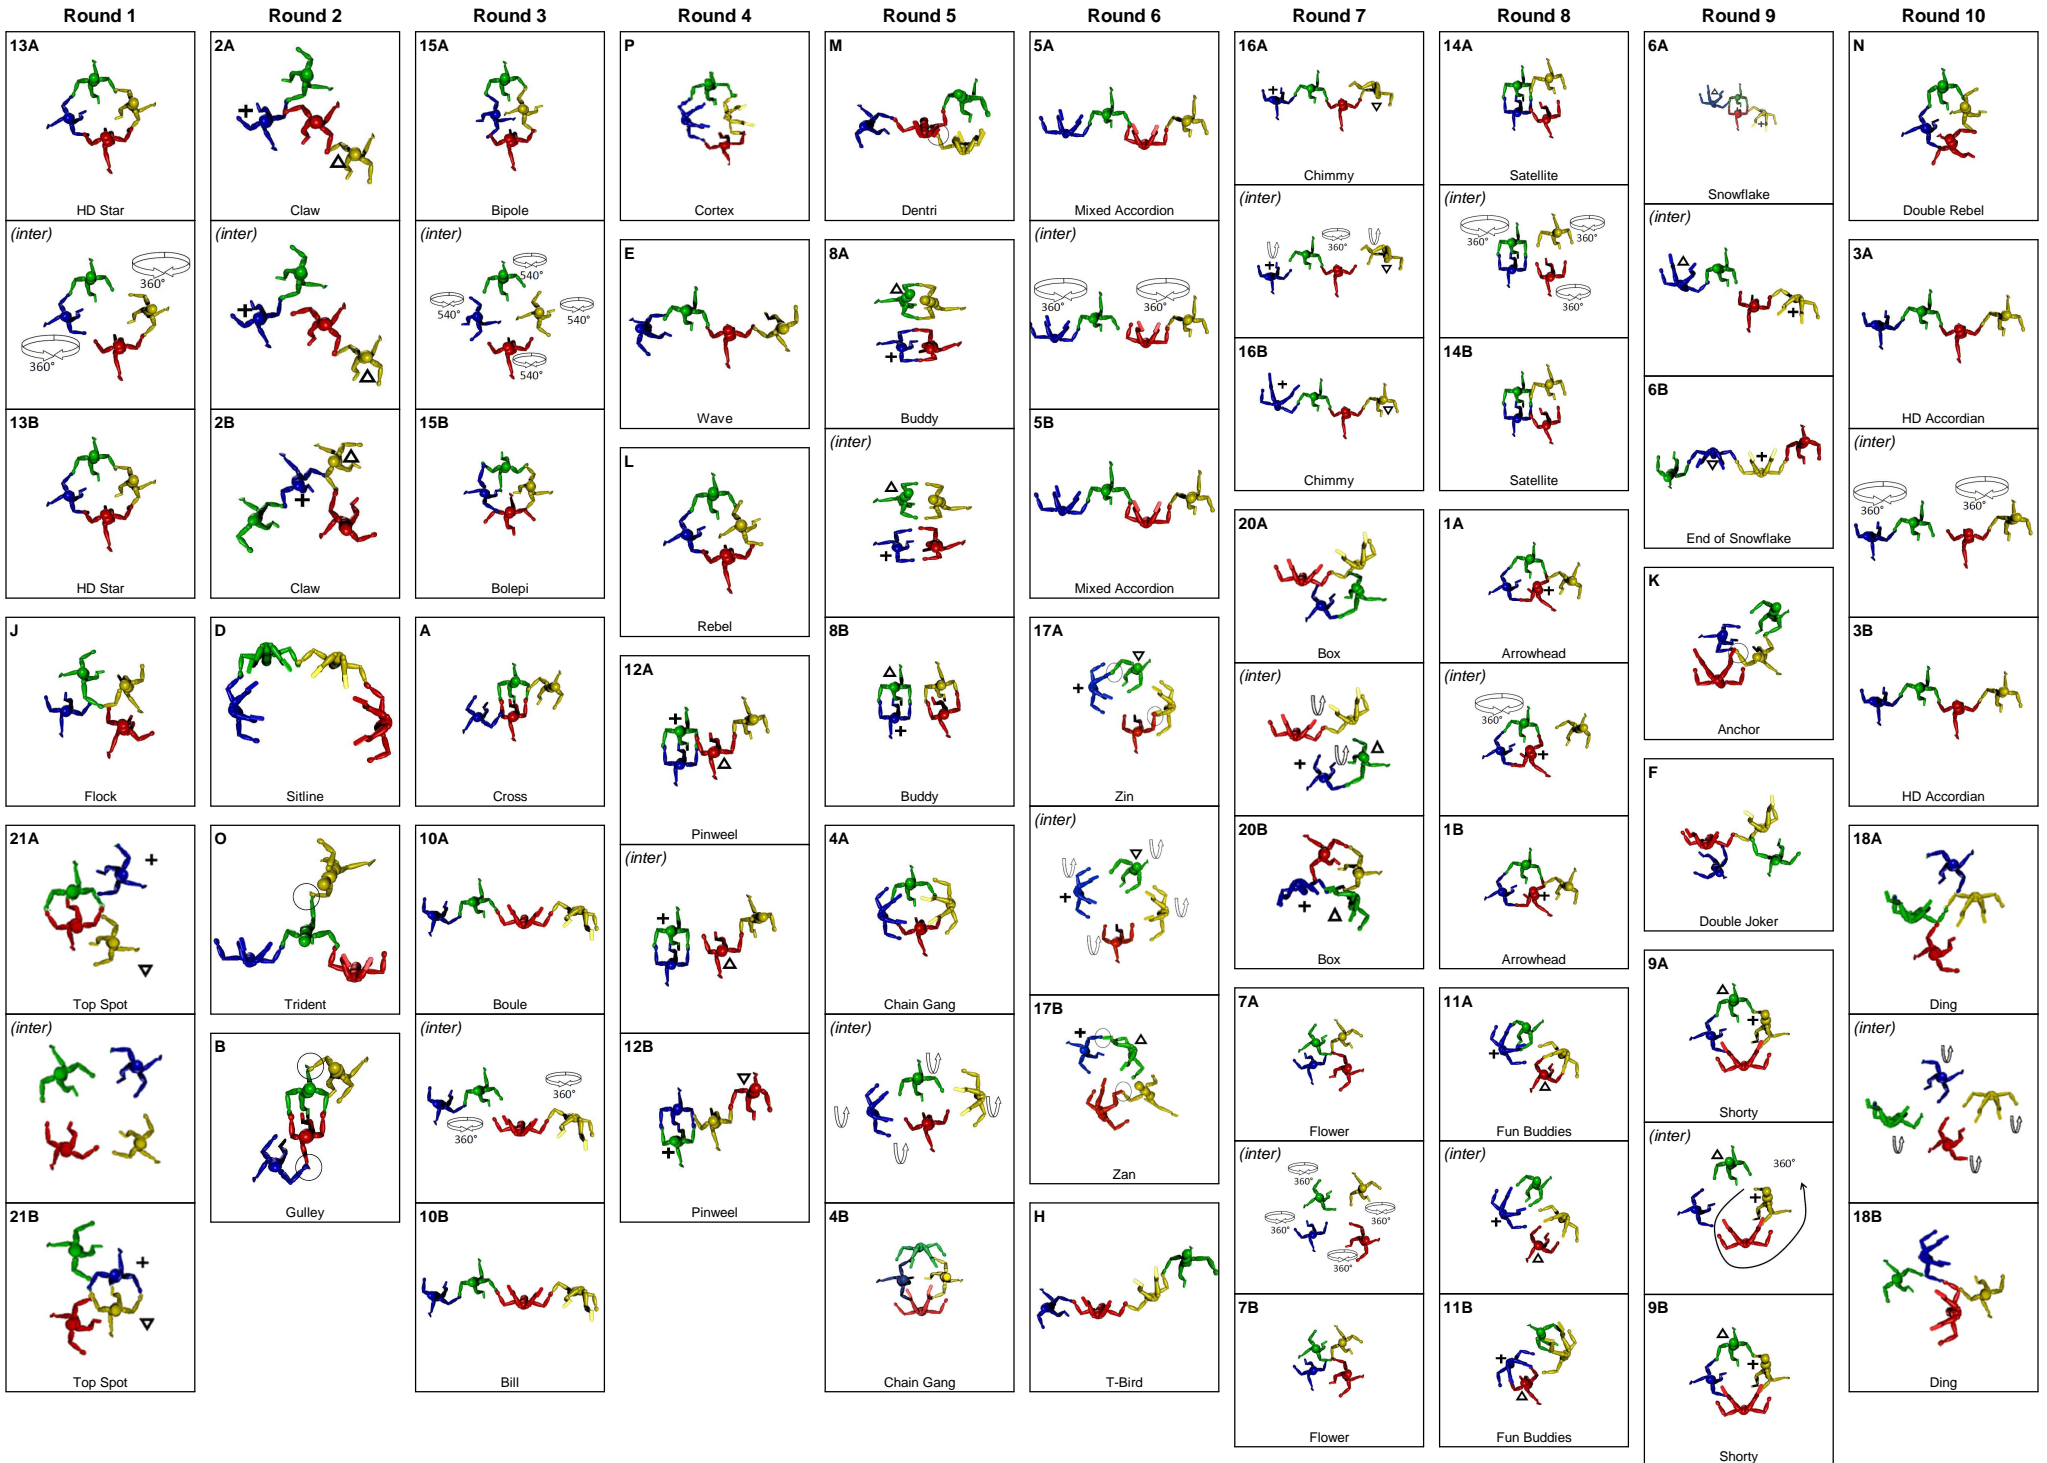 Round 1
13A
HD Star
(inter)
360°
360°
13B
HD Star
J
Flock
21A
Top Spot
(inter)
21B
Top Spot
Round 2
2A
Claw
(inter)
2B
Claw
D
Sitline
O
Trident
B
Gulley
Round 3
15A
Bipole
(inter)
540°
540°
540°
540°
15B
Bolepi
A
Cross
10A
Boule
(inter)
360°
360°
10B
Bill
Round 4
P
Cortex
E
Wave
L
Rebel
12A
Pinweel
(inter)
12B
Pinweel
Round 5
M
Dentri
8A
Buddy
(inter)
8B
Buddy
4A
Chain Gang
(inter)
4B
Chain Gang
Round 6
5A
Mixed Accordion
(inter)
360°
360°
5B
Mixed Accordion
17A
Zin
(inter)
17B
Zan
H
T-Bird
Round 7
16A
Chimmy
(inter)
360°
16B
Chimmy
20A
Box
(inter)
20B
Box
7A
Flower
(inter)
360°
360°
360°
360°
7B
Flower
Round 8
14A
Satellite
(inter)
360°
360°
360°
14B
Satellite
1A
Arrowhead
(inter)
360°
1B
Arrowhead
11A
Fun Buddies
(inter)
11B
Fun Buddies
Round 9
6A
Snowflake
(inter)
6B
End of Snowflake
K
Anchor
F
Double Joker
9A
Shorty
(inter)
360°
9B
Shorty
Round 10
N
Double Rebel
3A
HD Accordian
(inter)
360°
360°
3B
HD Accordian
18A
Ding
(inter)
18B
Ding